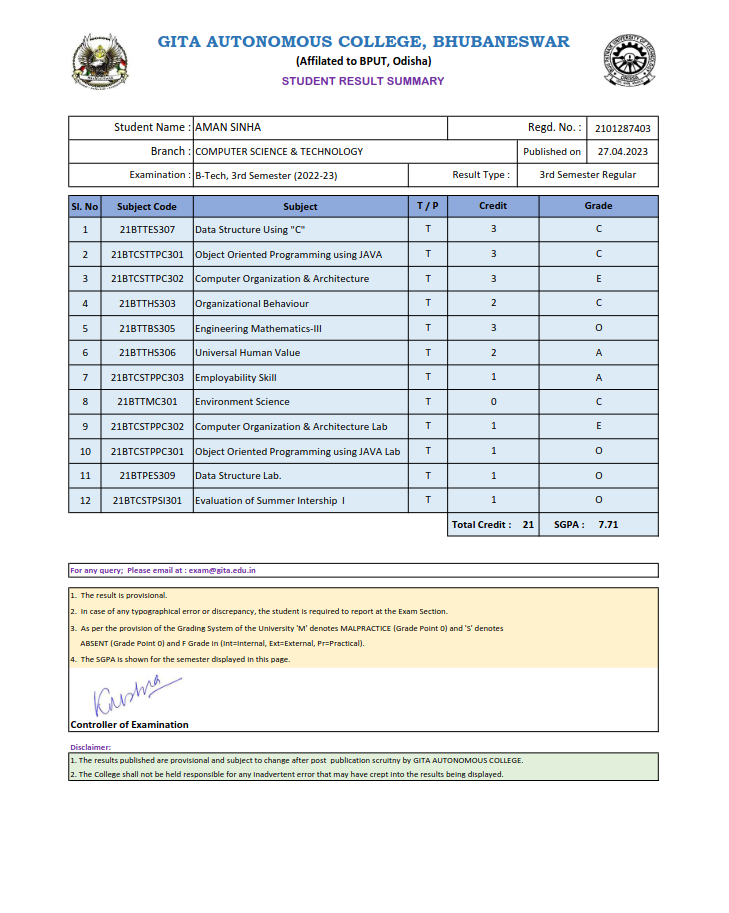 GITA AUTONOMOUS COLLEGE, BHUBANESWAR
(Affilated to BPUT, Odisha)
STUDENT RESULT SUMMARY
Student Name : AMAN SINHA Regd. No. : 2101287403
Branch : COMPUTER SCIENCE & TECHNOLOGY Published on 27.04.2023
Examination : B-Tech, 3rd Semester (2022-23) Result Type : 3rd Semester Regular
Sl. No Subject Code Subject T / P Credit Grade
1 21BTTES307 Data Structure Using "C" T 3 C
2 21BTCSTTPC301 Object Oriented Programming using JAVA T 3 C
3 21BTCSTTPC302 Computer Organization & Architecture T 3 E
4 21BTTHS303 Organizational Behaviour T 2 C
5 21BTTBS305 Engineering Mathematics-III T 3 O
6 21BTTHS306 Universal Human Value T 2 A
7 21BTCSTPPC303 Employability Skill T 1 A
8 21BTTMC301 Environment Science T 0 C
9 21BTCSTPPC302 Computer Organization & Architecture Lab T 1 E
10 21BTCSTPPC301 Object Oriented Programming using JAVA Lab T 1 O
11 21BTPES309 Data Structure Lab. T 1 O
12 21BTCSTPSI301 Evaluation of Summer Intership I T 1 O
Total Credit : 21 SGPA : 7.71
For any query; Please email at : exam@gita.edu.in
1. The result is provisional.
2. In case of any typographical error or discrepancy, the student is required to report at the Exam Section.
3. As per the provision of the Grading System of the University 'M' denotes MALPRACTICE (Grade Point 0) and 'S' denotes
ABSENT (Grade Point 0) and F Grade in (Int=Internal, Ext=External, Pr=Practical).
4. The SGPA is shown for the semester displayed in this page.
Controller of Examination
Disclaimer:
1. The results published are provisional and subject to change after post publication scruitny by GITA AUTONOMOUS COLLEGE.
2. The College shall not be held responsible for any inadvertent error that may have crept into the results being displayed.